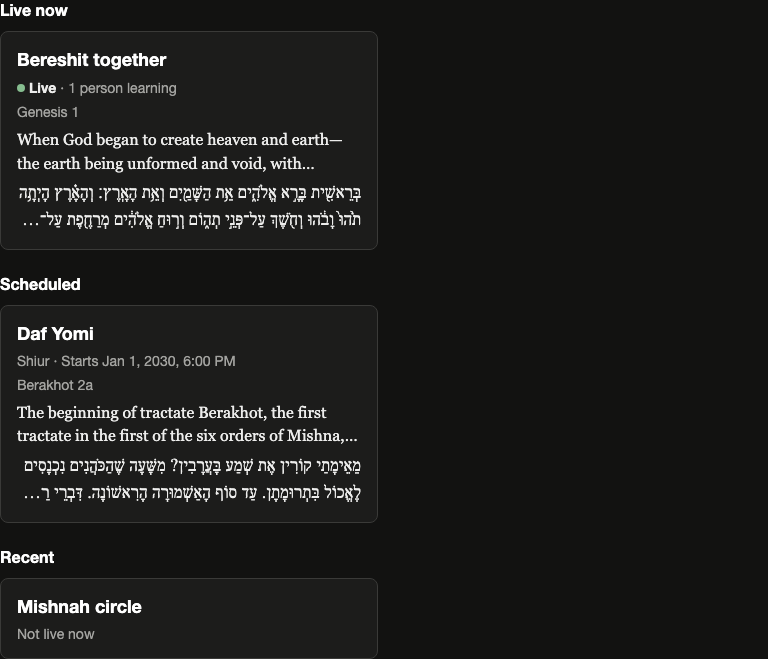 Live now
Bereshit together
Live · 1 person learning
Genesis 1
When God began to create heaven and earth—
the earth being unformed and void, with...
בְּרֵאשִׁ֖ית בָּרָ֣א אֱלֹהִ֑ים אֵ֥ת הַשָּׁמַ֖יִם וְאֵ֥ת הָאָֽרֶץ׃ וְהָאָ֗רֶץ הָיְתָ֥ה
תֹ֙הוּ֙ וָבֹ֔הוּ וְחֹ֖שֶׁךְ עַל־פְּנֵ֣י תְה֑וֹם וְר֣וּחַ אֱלֹהִ֔ים מְרַחֶ֖פֶת עַל־...
Scheduled
Daf Yomi
Shiur · Starts Jan 1, 2030, 6:00 PM
Berakhot 2a
The beginning of tractate Berakhot, the first
tractate in the first of the six orders of Mishna,...
מֵאֵימָתַי קוֹרִין אֶת שְׁמַע בָּעֲרָבִין? מִשָּׁעָה שֶׁהַכֹּהֲנִים נִכְנָסִים
לֶאֱכוֹל בִּתְרוּמָתָן. עַד סוֹף הָאַשְׁמוּרָה הָרִאשׁוֹנָה. דִּבְרֵי רַ...
Recent
Mishnah circle
Not live now